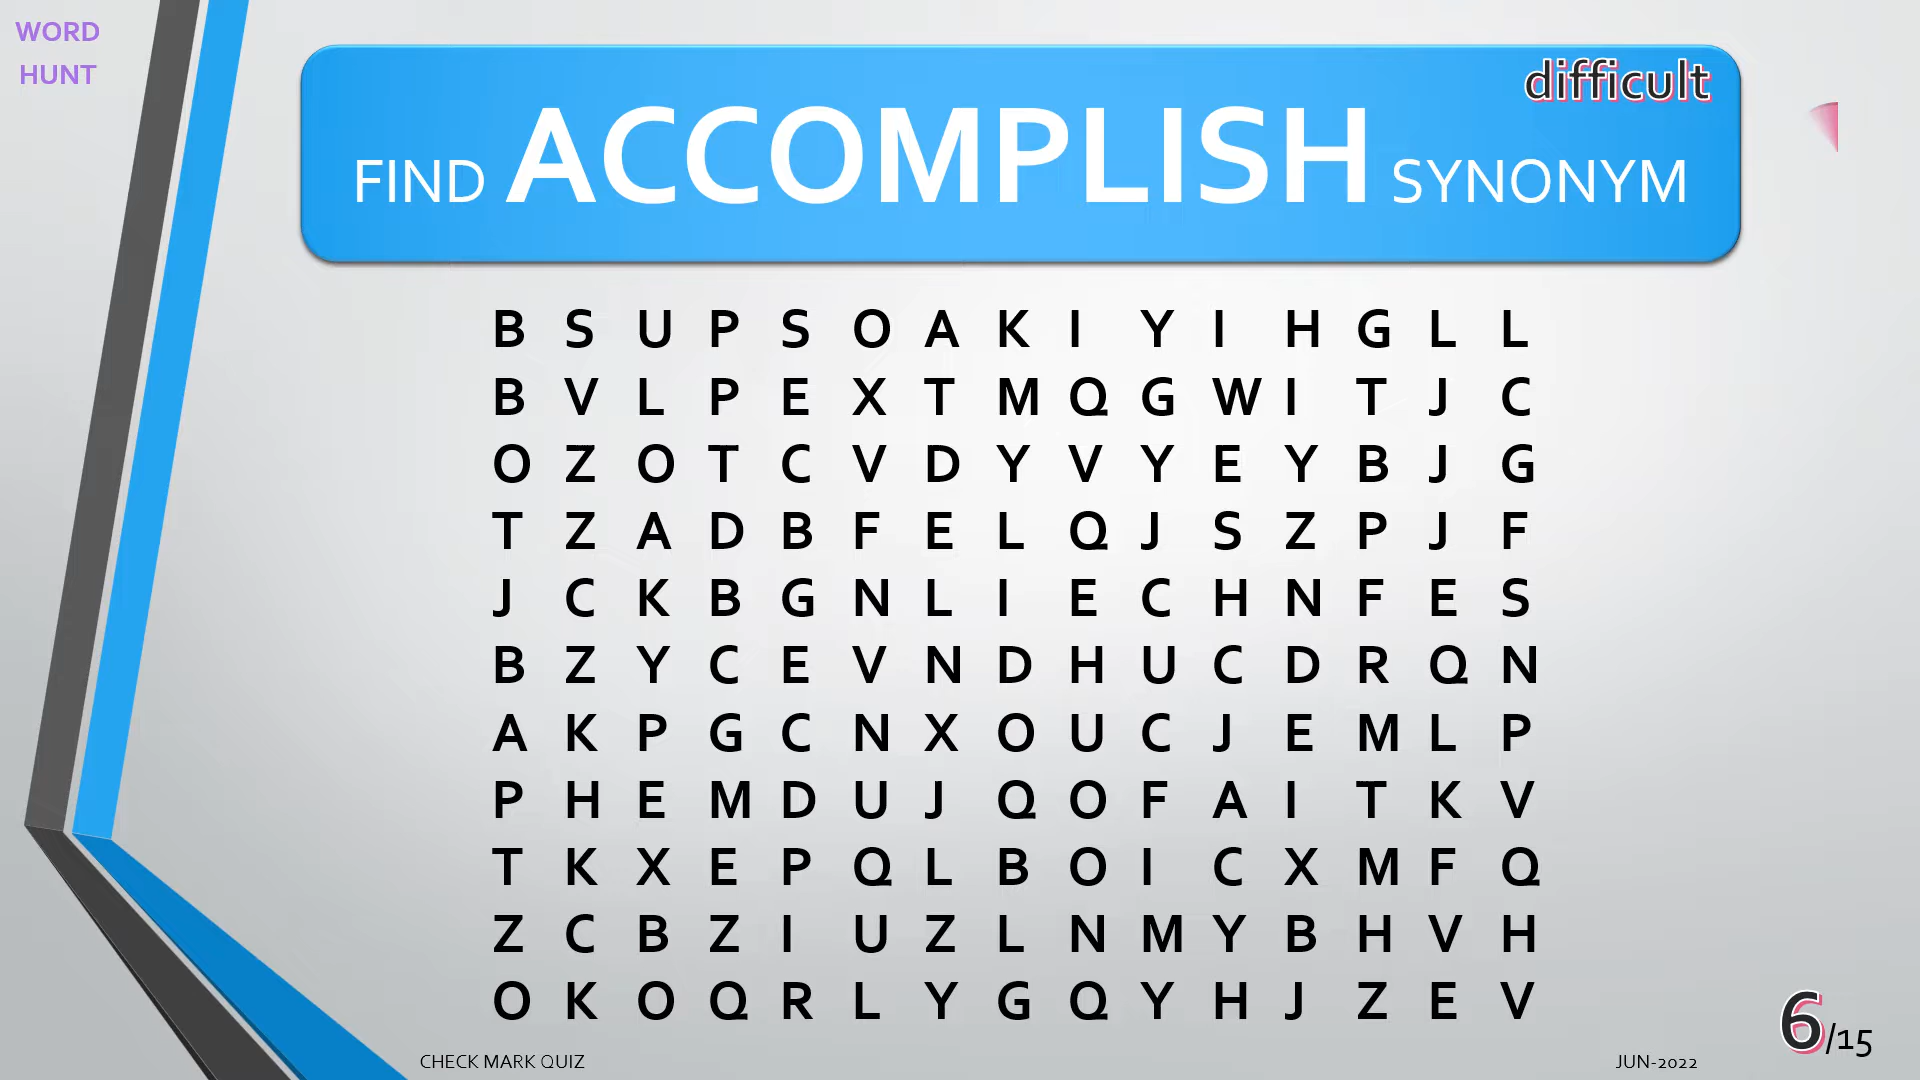 WORD
HUNT
difficult
FIND ACCOMPLISH SYNONYM
B S U P S O A K I Y I H G L L
B V L P E X T M Q G W I T J C
O Z O T C V D Y V Y E Y B J G
T Z A D B F E L Q J S Z P J F
J C K B G N L I E C H N F E S
B Z Y C E V N D H U C D R Q N
A K P G C N X O U C J E M L P
P H E M D U J Q O F A I T K V
T K X E P Q L B O I C X M F Q
Z C B Z I U Z L N M Y B H V H
O K O Q R L Y G Q Y H J Z E V
6/15
CHECK MARK QUIZ
JUN-2022